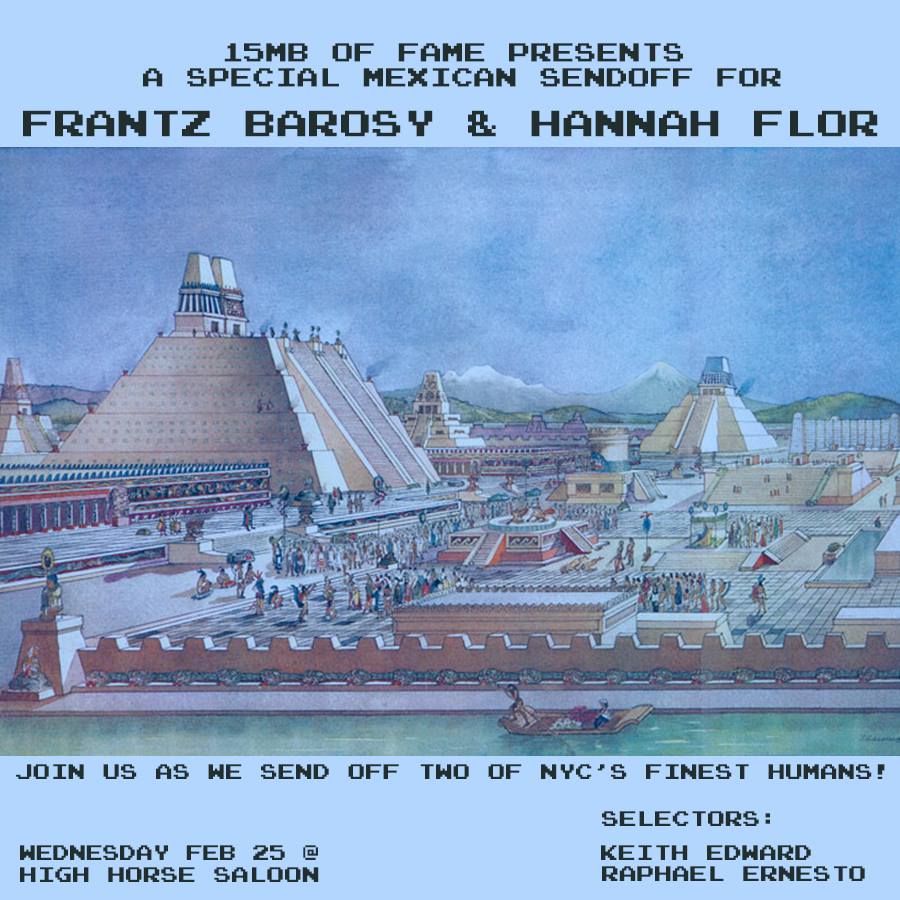 15MB OF FAME PRESENTS
A SPECIAL MEXICAN SENDOFF FOR
FRANTZ BAROSY & HANNAH FLOR
JOIN US AS WE SEND OFF TWO OF NYC'S FINEST HUMANS!
WEDNESDAY FEB 25 @
HIGH HORSE SALOON
SELECTORS:
KEITH EDWARD
RAPHAEL ERNESTO